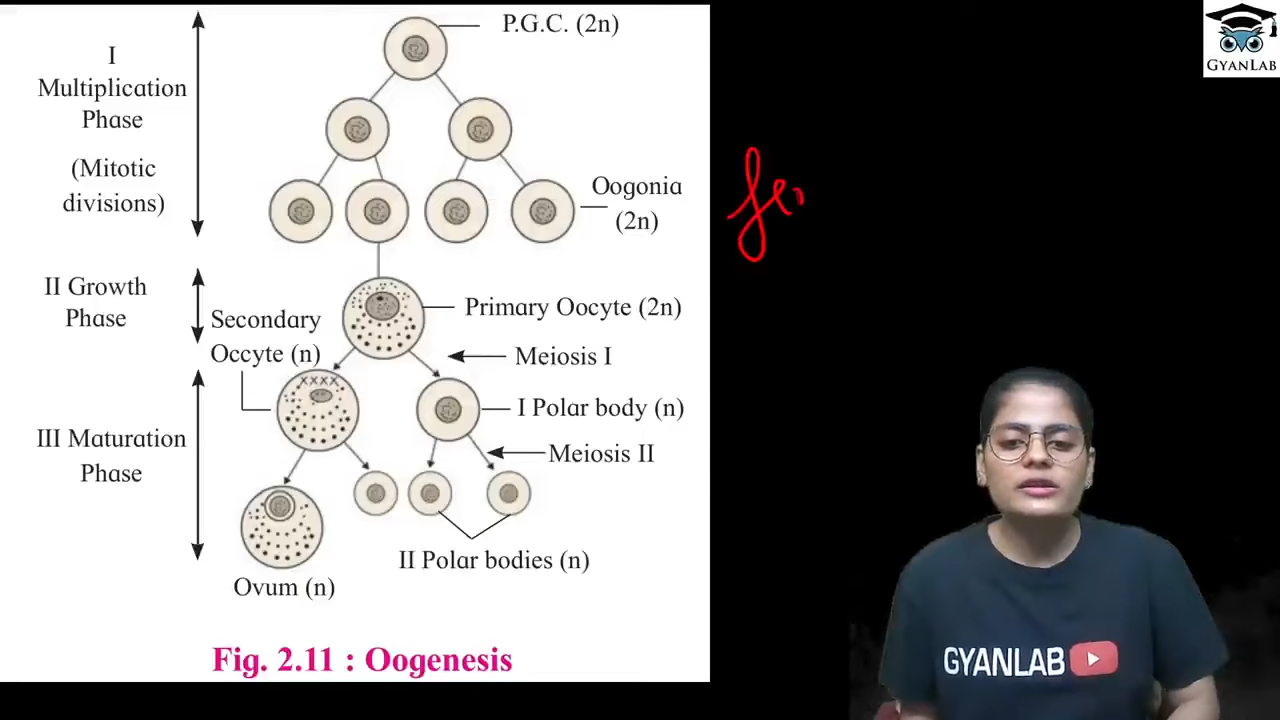 P.G.C. (2n)
I
Multiplication
Phase
(Mitotic
divisions)
Oogonia
(2n)
II Growth
Phase
Primary Oocyte (2n)
Secondary
Occyte (n)
Meiosis I
XXXX
I Polar body (n)
III Maturation
Phase
Meiosis II
II Polar bodies (n)
Ovum (n)
Fig. 2.11 : Oogenesis
GYANLAB
GYANLAB